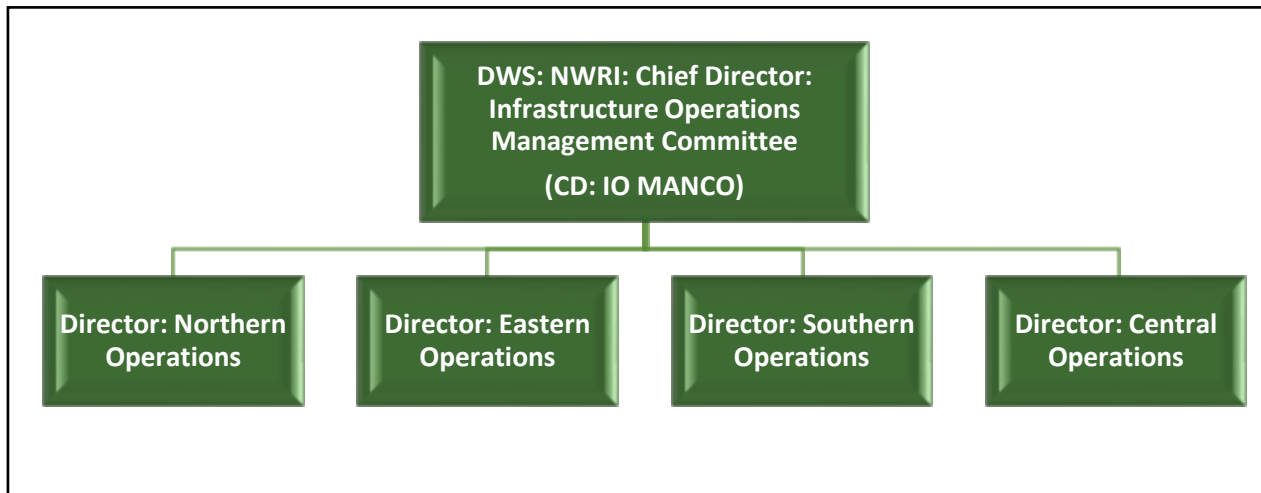 DWS: NWRI: Chief Director:
Infrastructure Operations
Management Committee
(CD: IO MANCO)
Director: Northern
Operations
Director: Eastern
Operations
Director: Southern
Operations
Director: Central
Operations